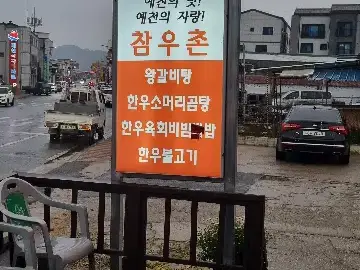 예천의 맛!
예천의 자랑!
참우촌
왕갈비탕
한우소머리곰탕
한우육회비빔밥
한우불고기